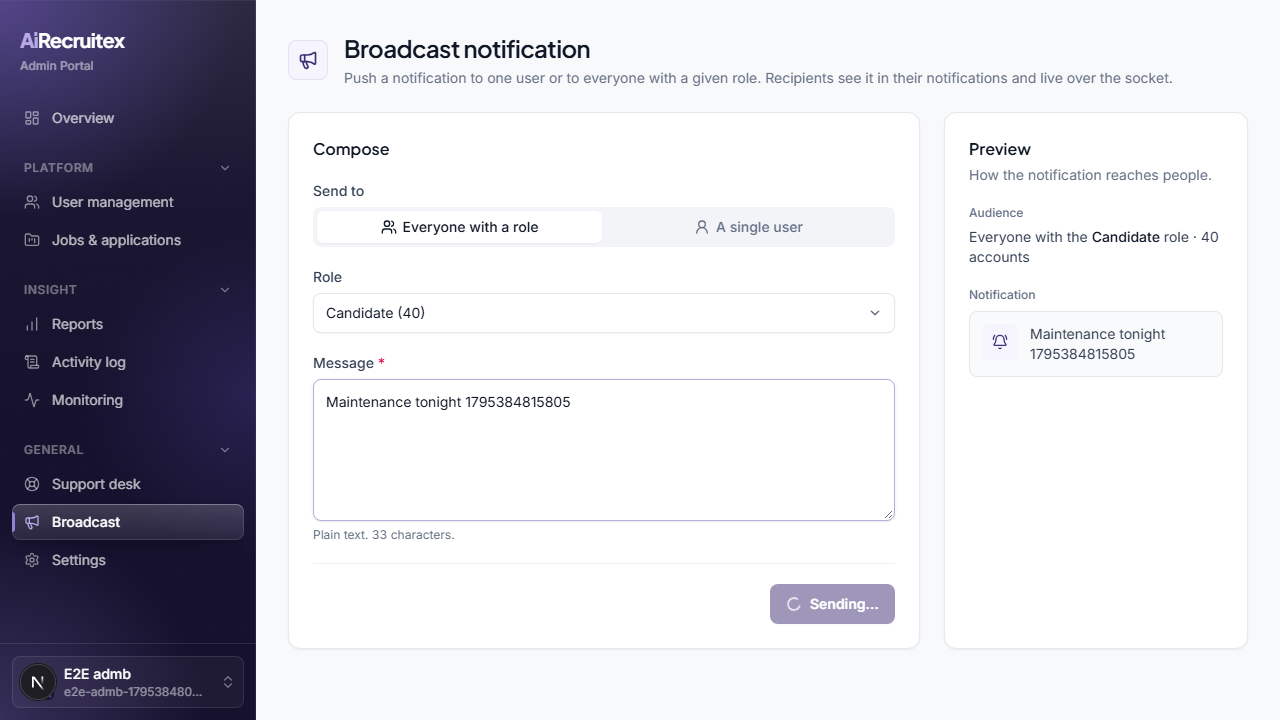 AiRecruitex
Admin Portal
Overview
PLATFORM
User management
Jobs & applications
INSIGHT
Reports
Activity log
Monitoring
GENERAL
Support desk
Broadcast
Settings
N
E2E admb
e2e-admb-179538480...
Broadcast notification
Push a notification to one user or to everyone with a given role. Recipients see it in their notifications and live over the socket.
Compose
Send to
Everyone with a role
A single user
Role
Candidate (40)
Message *
Maintenance tonight 1795384815805
Plain text. 33 characters.
Sending...
Preview
How the notification reaches people.
Audience
Everyone with the Candidate role · 40
accounts
Notification
Maintenance tonight
1795384815805